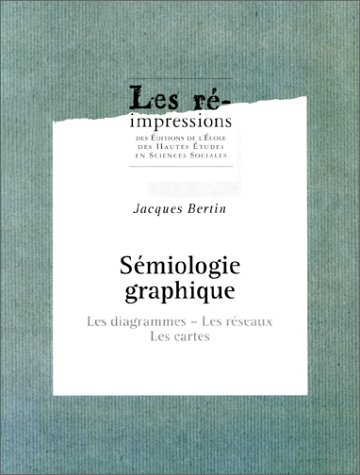 Les ré-
impressions
DES ÉDITIONS DE L'ÉCOLE
DES HAUTES ÉTUDES
EN SCIENCES SOCIALES
Jacques Bertin
Sémiologie
graphique
Les diagrammes – Les réseaux
Les cartes